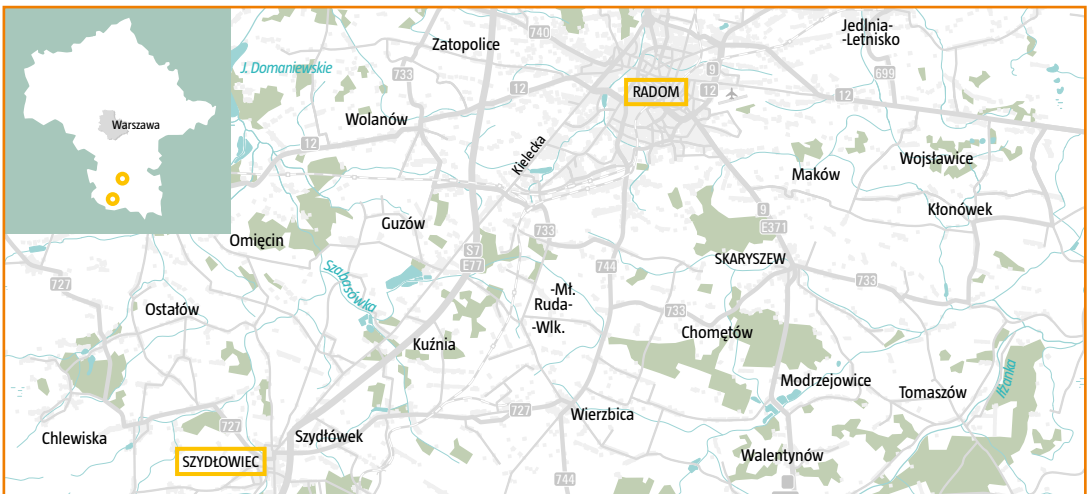 Jedlnia-
-Letnisko
740
Zatopolice
9
J. Domaniewskie
733
699
RADOM
12
12
12
Warszawa
Wolanów
12
Kielecka
Wojsławice
Maków
Kłonówek
9
Guzów
E371
733
Omięcin
S7
E77
SKARYSZEW
744
Szabasówka
727
733
-Mł.
Ruda-
-Wlk.
Ostałów
733
Chomętów
Kuźnia
Iłżanka
Modrzejowice
Tomaszów
727
Wierzbica
727
Chlewiska
Szydłówek
SZYDŁOWIEC
Walentynów
744